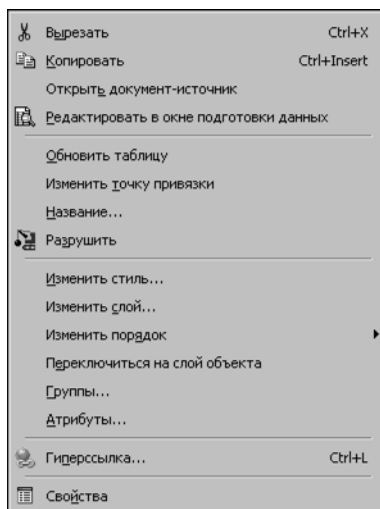 Вырезать Ctrl+X
Копировать Ctrl+Insert
Открыть документ-источник
Редактировать в окне подготовки данных
Обновить таблицу
Изменить точку привязки
Название...
Разрушить
Изменить стиль...
Изменить слой...
Изменить порядок
Переключиться на слой объекта
Группы...
Атрибуты...
Гиперссылка... Ctrl+L
Свойства